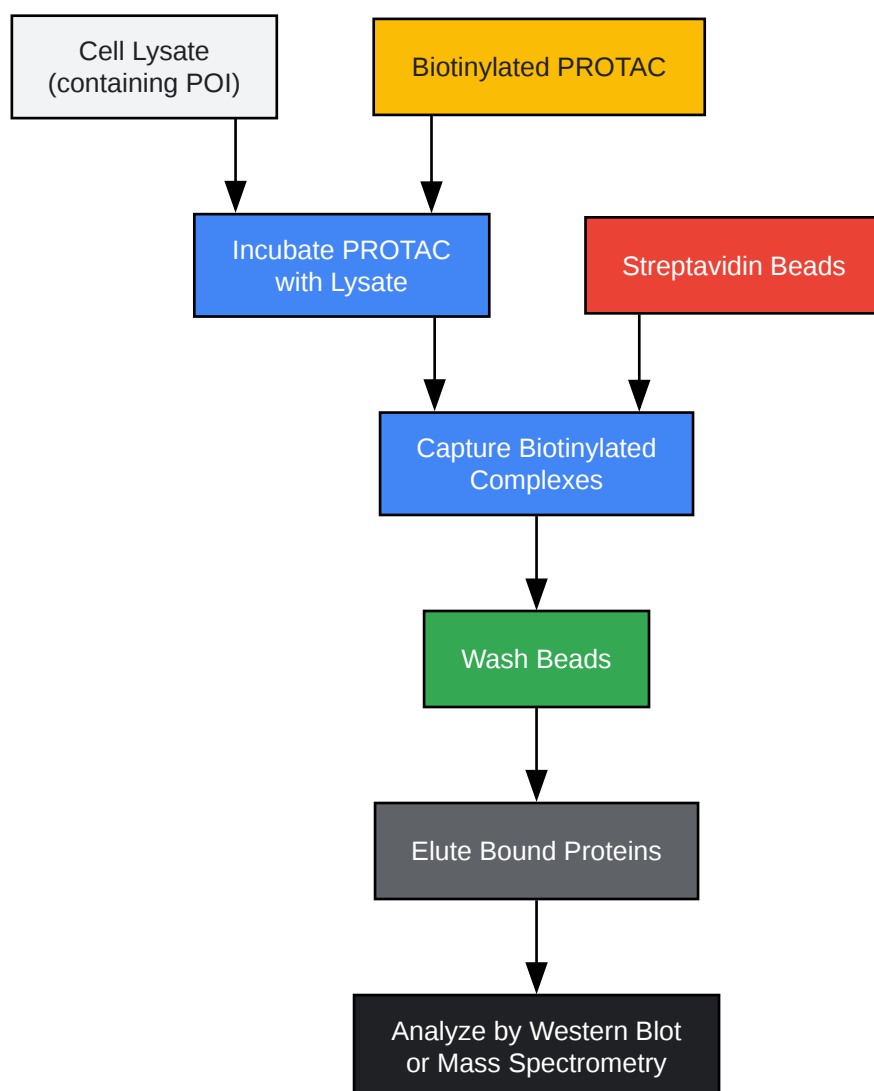 Cell Lysate
(containing POI)
Biotinylated PROTAC
Incubate PROTAC
with Lysate
Streptavidin Beads
Capture Biotinylated
Complexes
Wash Beads
Elute Bound Proteins
Analyze by Western Blot
or Mass Spectrometry